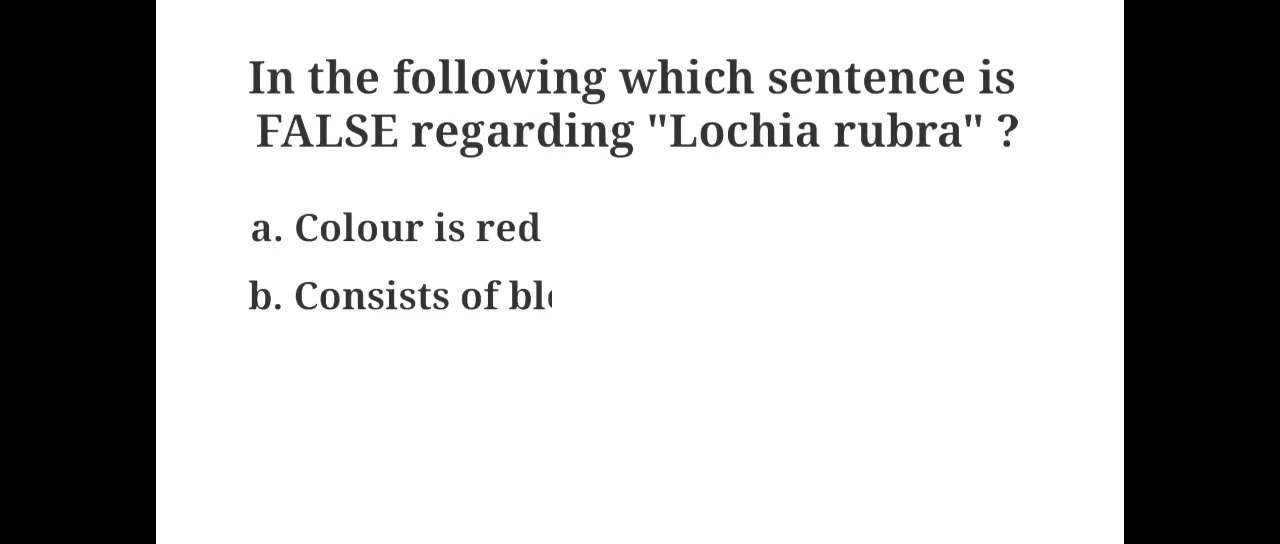 In the following which sentence is
FALSE regarding "Lochia rubra" ?
a. Colour is red
b. Consists of